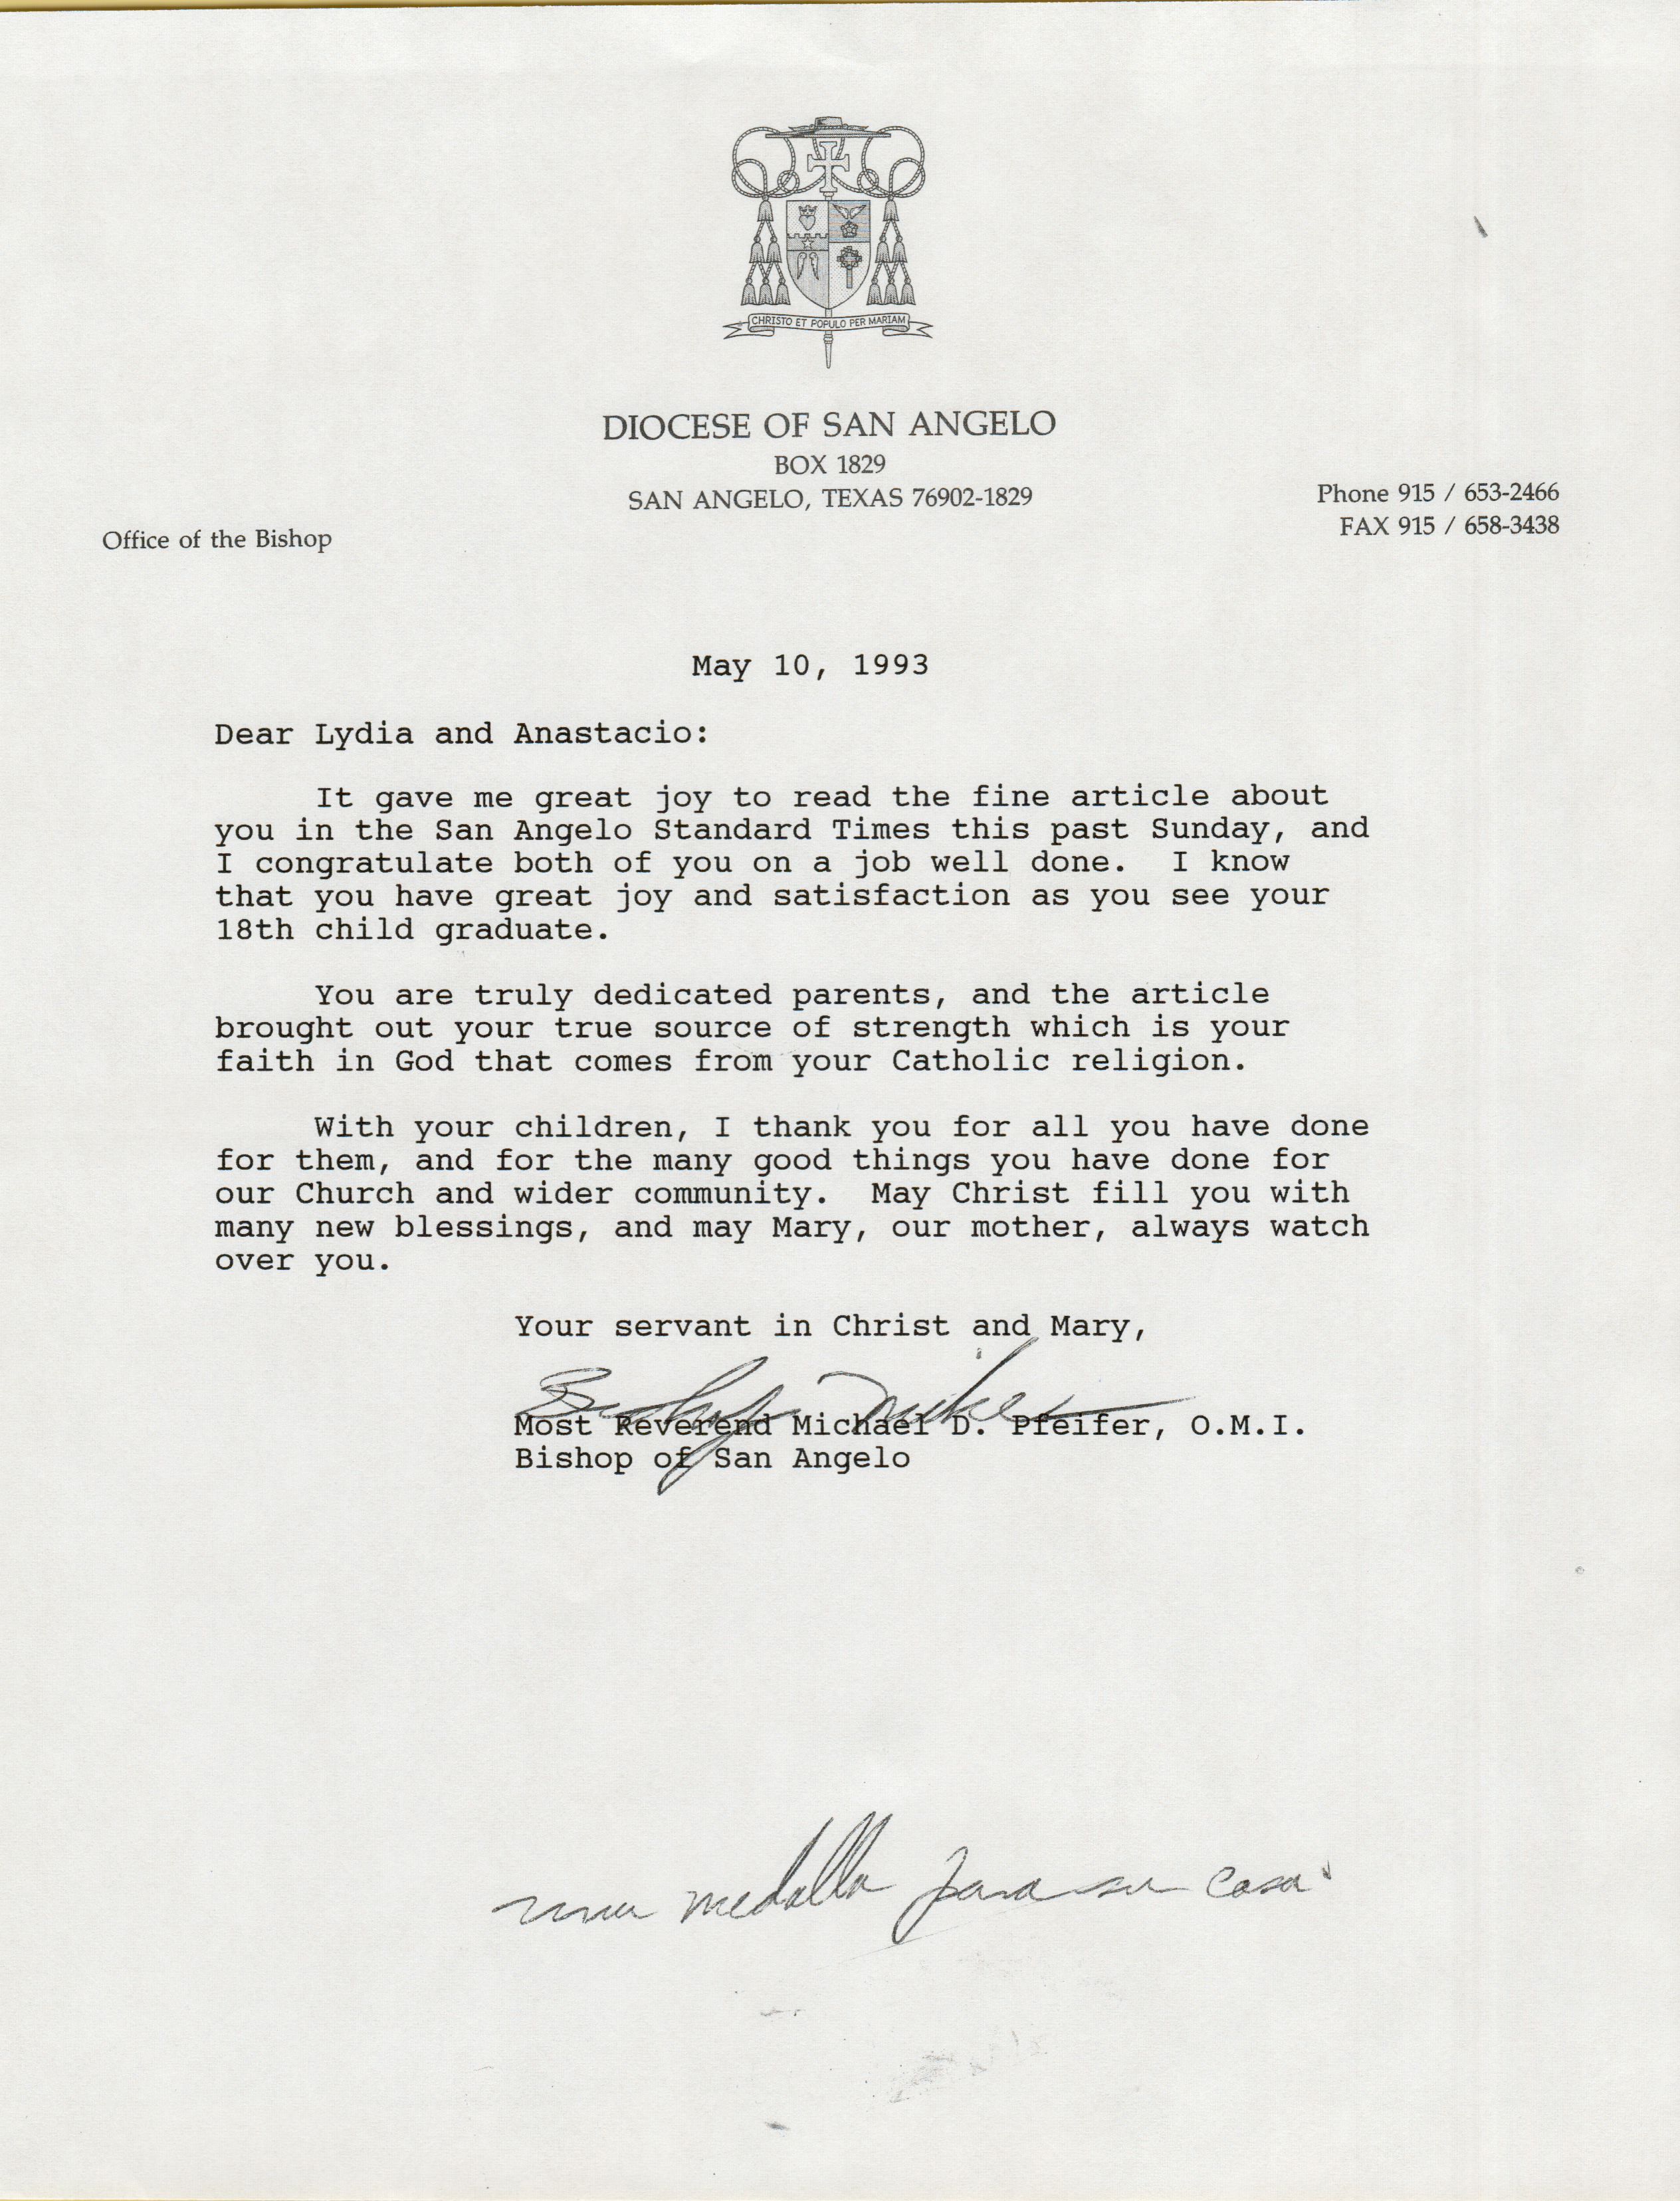 CHRISTO ET POPULO PER MARIAM
DIOCESE OF SAN ANGELO
BOX 1829
SAN ANGELO, TEXAS 76902-1829
Phone 915 / 653-2466
FAX 915 / 658-3438
Office of the Bishop
May 10, 1993
Dear Lydia and Anastacio:
It gave me great joy to read the fine article about
you in the San Angelo Standard Times this past Sunday, and
I congratulate both of you on a job well done. I know
that you have great joy and satisfaction as you see your
18th child graduate.
You are truly dedicated parents, and the article
brought out your true source of strength which is your
faith in God that comes from your Catholic religion.
With your children, I thank you for all you have done
for them, and for the many good things you have done for
our Church and wider community. May Christ fill you with
many new blessings, and may Mary, our mother, always watch
over you.
Your servant in Christ and Mary,
Bishop Mike
Most Reverend Michael D. Pfeifer, O.M.I.
Bishop of San Angelo
una medalla para su casa